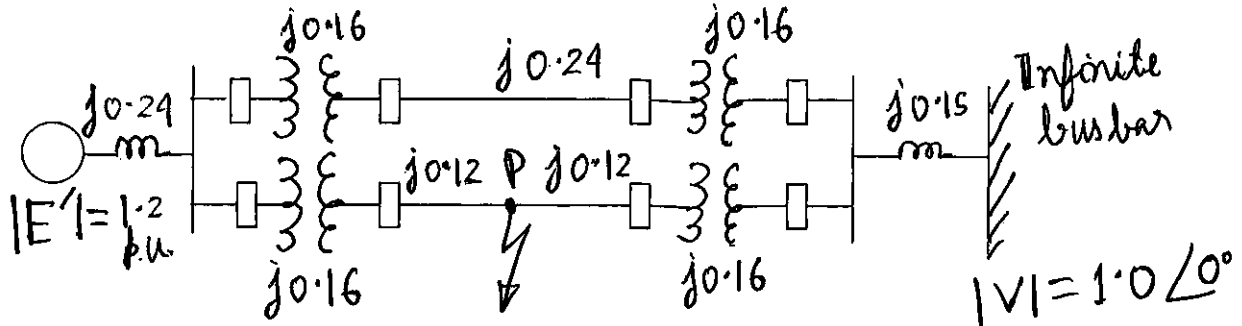 j0.16
j0.16
j0.24
j0.24
j0.15
Infinite
busbar
|E'|=1.2
p.u.
j0.12 P j0.12
j0.16
j0.16
|V|=1.0∠0°